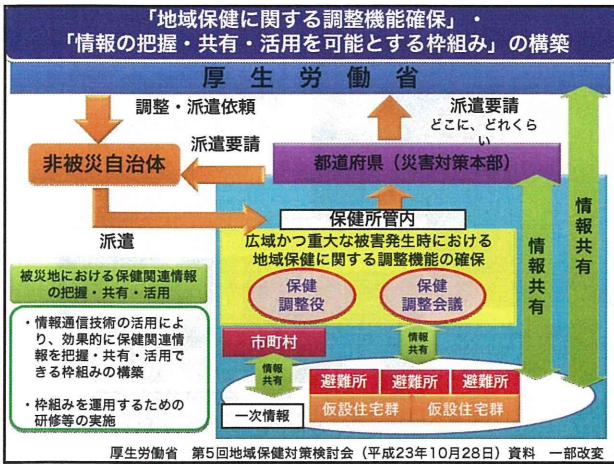 「地域保健に関する調整機能確保」・
「情報の把握・共有・活用を可能とする枠組み」の構築
厚生労働省
調整・派遣依頼
派遣要請
どこに、どれくら
い
派遣要請
非被災自治体
都道府県（災害対策本部）
派遣
保健所管内
広域かつ重大な被害発生時における
地域保健に関する調整機能の確保
保健
調整役
保健
調整会議
情報共有
情報共有
被災地における保健関連情報
の把握・共有・活用
・情報通信技術の活用によ
り、効果的に保健関連情
報を把握・共有・活用で
きる枠組みの構築
・枠組みを運用するための
研修等の実施
市町村
情報
共有
情報
共有
一次情報
避難所
避難所
避難所
仮設住宅群
仮設住宅群
厚生労働省　第5回地域保健対策検討会（平成23年10月28日）資料　一部改変